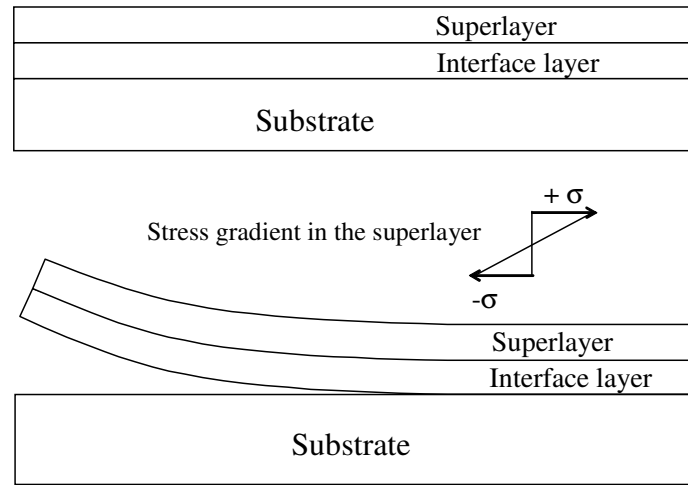 Superlayer
Interface layer
Substrate
+ σ
Stress gradient in the superlayer
-σ
Superlayer
Interface layer
Substrate